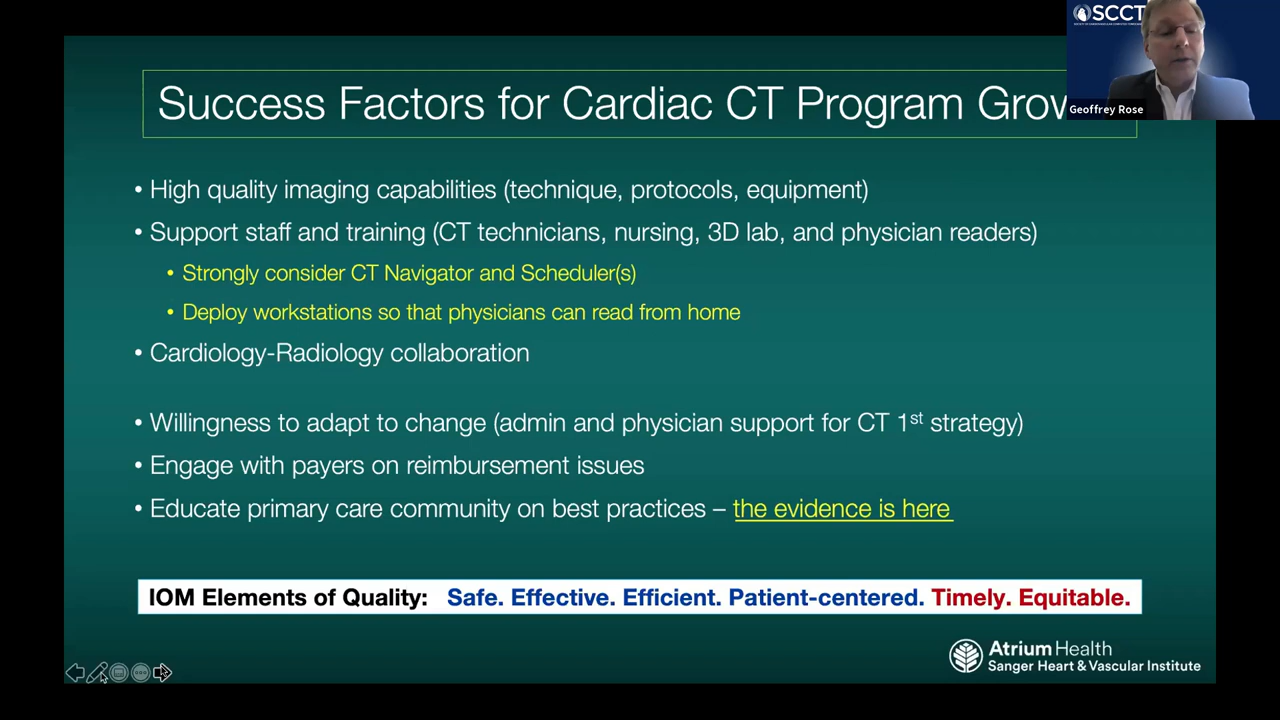 SCCT
Geoffrey Rose
Success Factors for Cardiac CT Program Grow
• High quality imaging capabilities (technique, protocols, equipment)
• Support staff and training (CT technicians, nursing, 3D lab, and physician readers)
• Strongly consider CT Navigator and Scheduler(s)
• Deploy workstations so that physicians can read from home
• Cardiology-Radiology collaboration
• Willingness to adapt to change (admin and physician support for CT 1st strategy)
• Engage with payers on reimbursement issues
• Educate primary care community on best practices – the evidence is here
IOM Elements of Quality: Safe. Effective. Efficient. Patient-centered. Timely. Equitable.
Atrium Health
Sanger Heart & Vascular Institute